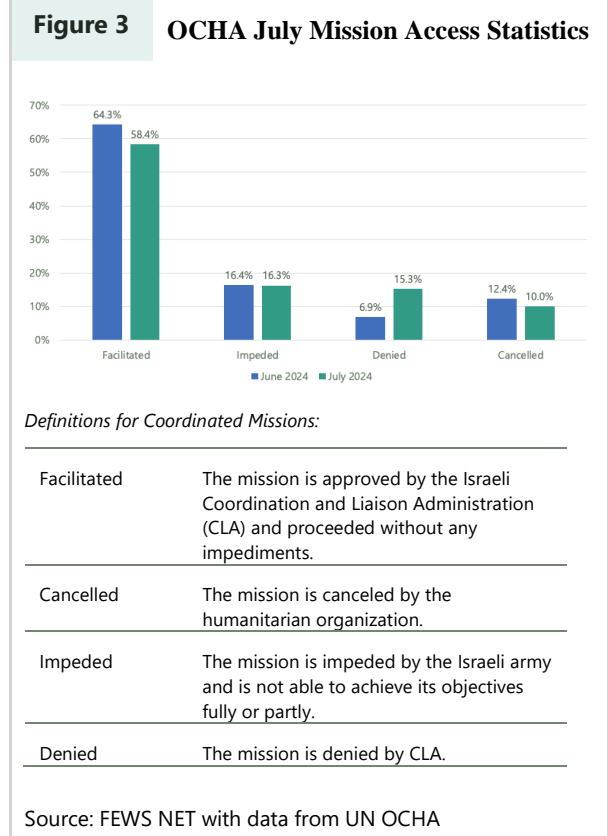 Figure 3
OCHA July Mission Access Statistics
70%
60%
50%
40%
30%
20%
10%
0%
64.3%
58.4%
16.4%
16.3%
6.9%
15.3%
12.4%
10.0%
Facilitated
Impeded
Denied
Cancelled
June 2024
July 2024
Definitions for Coordinated Missions:
Facilitated
The mission is approved by the Israeli
Coordination and Liaison Administration
(CLA) and proceeded without any
impediments.
Cancelled
The mission is canceled by the
humanitarian organization.
Impeded
The mission is impeded by the Israeli army
and is not able to achieve its objectives
fully or partly.
Denied
The mission is denied by CLA.
Source: FEWS NET with data from UN OCHA